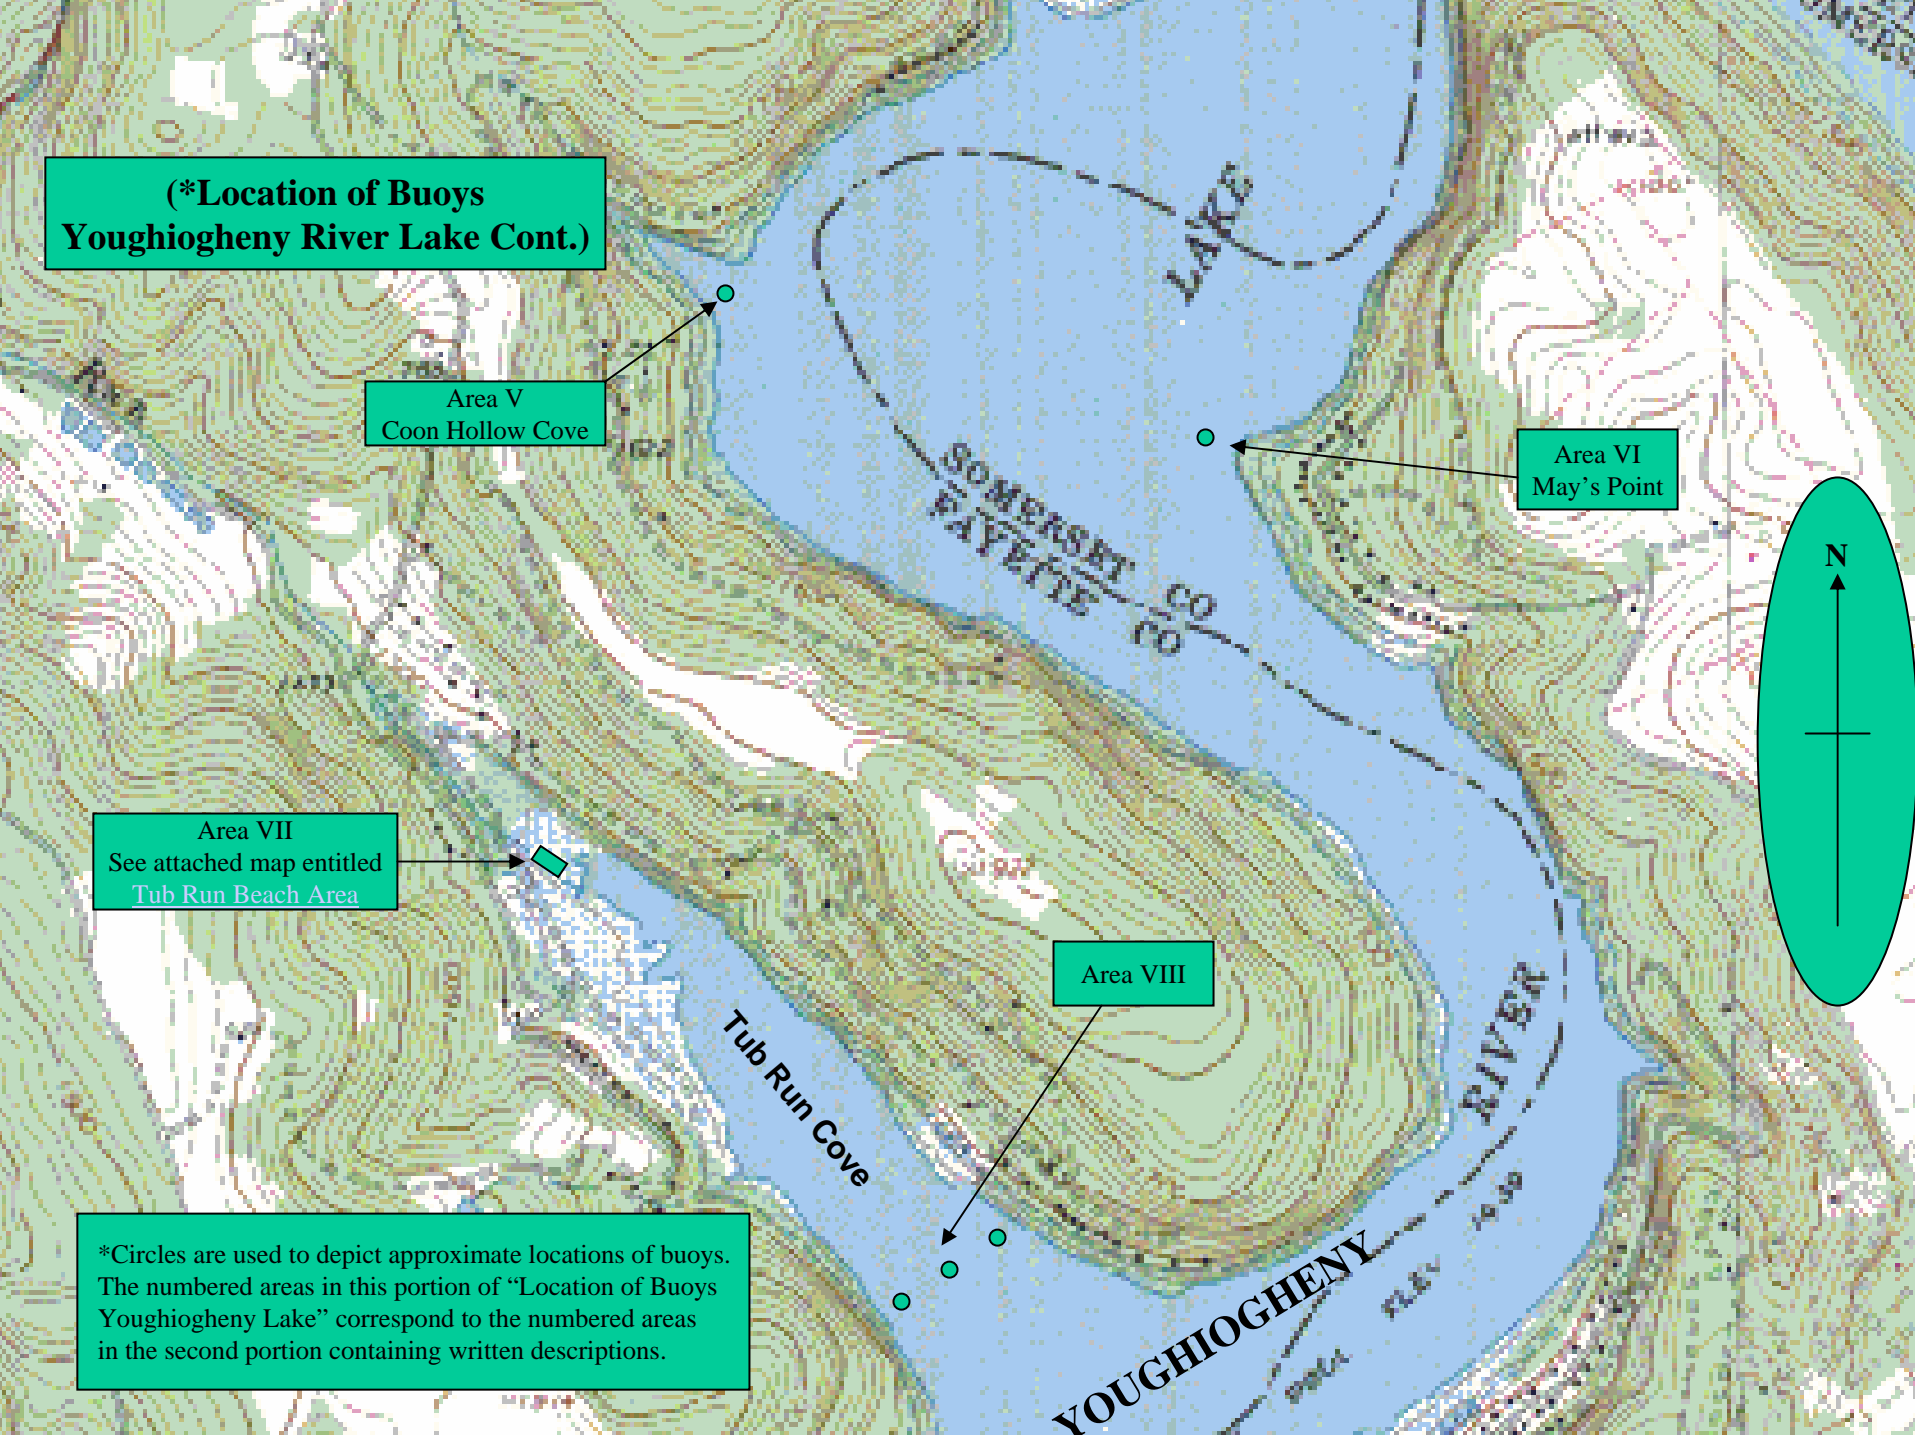 (*Location of Buoys
Youghiogheny River Lake Cont.)
LAKE
Area V
Coon Hollow Cove
Area VI
May’s Point
SOMERSET CO
FAYETTE CO
N
Area VII
See attached map entitled
Tub Run Beach Area
Area VIII
Tub Run Cove
RIVER
YOUGHIOGHENY
*Circles are used to depict approximate locations of buoys.
The numbered areas in this portion of “Location of Buoys
Youghiogheny Lake” correspond to the numbered areas
in the second portion containing written descriptions.